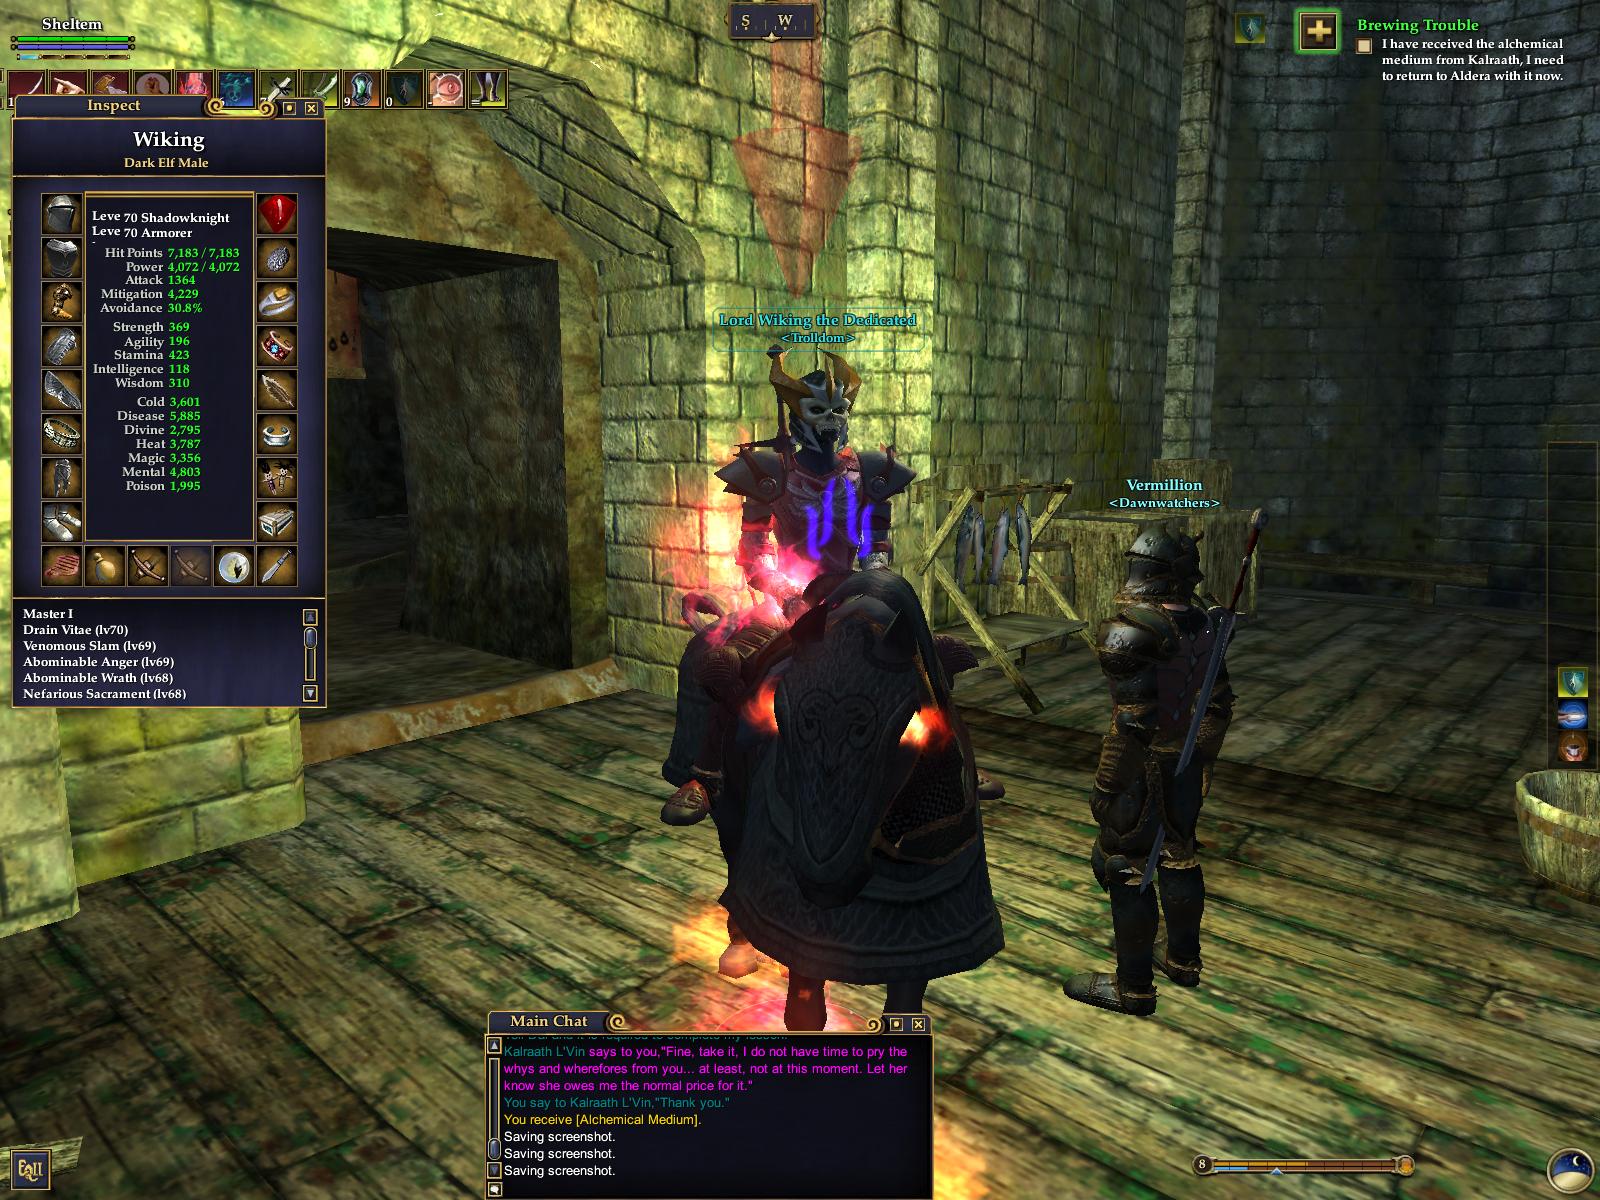 Sheltem
S W
Brewing Trouble
I have received the alchemical
medium from Kalraath, I need
to return to Aldera with it now.
9
0
Inspect
Wiking
Dark Elf Male
Leve 70 Shadowknight
Leve 70 Armorer
Hit Points 7,183 / 7,183
Power 4,072 / 4,072
Attack 1364
Mitigation 4,229
Avoidance 30.8%
Strength 369
Agility 196
Stamina 423
Intelligence 118
Wisdom 310
Cold 3,601
Disease 5,885
Divine 2,795
Heat 3,787
Magic 3,356
Mental 4,803
Poison 1,995
Master I
Drain Vitae (lv70)
Venomous Slam (lv69)
Abominable Anger (lv69)
Abominable Wrath (lv68)
Nefarious Sacrament (lv68)
Lord Wiking the Dedicated
<Trolldom>
Vermillion
<Dawnwatchers>
Main Chat
Kalraath L'Vin says to you,"Fine, take it, I do not have time to pry the
whys and wherefores from you... at least, not at this moment. Let her
know she owes me the normal price for it."
You say to Kalraath L'Vin,"Thank you."
You receive [Alchemical Medium].
Saving screenshot.
Saving screenshot.
Saving screenshot.
EQII
8